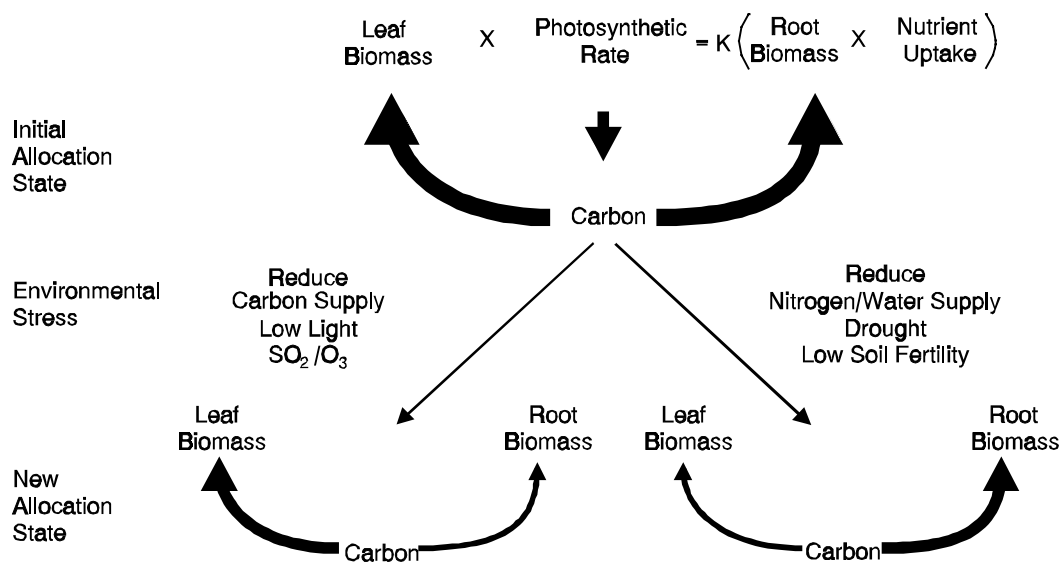 Leaf
Biomass
X
Photosynthetic
Rate
= K
(
Root
Biomass
X
Nutrient
Uptake
)
Initial
Allocation
State
Carbon
Environmental
Stress
Reduce
Carbon Supply
Low Light
SO₂/O₃
Reduce
Nitrogen/Water Supply
Drought
Low Soil Fertility
Leaf
Biomass
Root
Biomass
Leaf
Biomass
Root
Biomass
New
Allocation
State
Carbon
Carbon